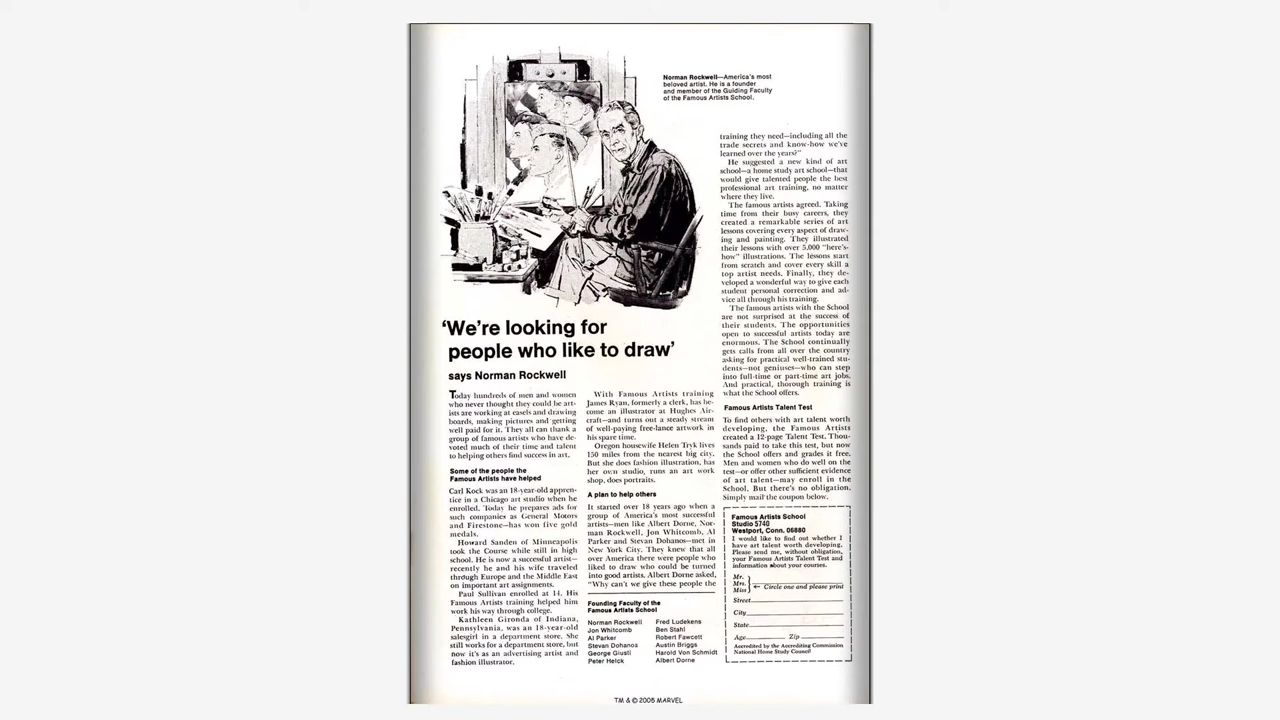 Norman Rockwell—America's most
beloved artist. He is a founder
and member of the Guiding Faculty
of the Famous Artists School.
'We're looking for
people who like to draw'
says Norman Rockwell
Today hundreds of men and women
who never thought they could be art-
ists are working at easels and drawing
boards, making pictures and getting
well paid for it. They all can thank a
group of famous artists who have de-
voted much of their time and talent
to helping others find success in art.
Some of the people the
Famous Artists have helped
Carl Kock was an 18-year-old appren-
tice in a Chicago art studio when he
enrolled. Today he prepares ads for
such companies as General Motors
and Firestone—has won five gold
medals.
Howard Sanden of Minneapolis
took the Course while still in high
school. He is now a successful artist—
recently he and his wife traveled
through Europe and the Middle East
on important art assignments.
Paul Sullivan enrolled at 14. His
Famous Artists training helped him
work his way through college.
Kathleen Gironda of Indiana,
Pennsylvania, was an 18-year-old
salesgirl in a department store. She
still works for a department store, but
now it's as an advertising artist and
fashion illustrator.
With Famous Artists training
James Ryan, formerly a clerk, has be-
come an illustrator at Hughes Air-
craft—and turns out a steady stream
of well-paying free-lance artwork in
his spare time.
Oregon housewife Helen Tryk lives
150 miles from the nearest big city.
But she does fashion illustration, has
her own studio, runs an art work
shop, does portraits.
A plan to help others
It started over 18 years ago when a
group of America's most successful
artists—men like Albert Dorne, Nor-
man Rockwell, Jon Whitcomb, Al
Parker and Stevan Dohanos—met in
New York City. They knew that all
over America there were people who
liked to draw who could be turned
into good artists. Albert Dorne asked,
"Why can't we give these people the
Founding Faculty of the
Famous Artists School
Norman Rockwell
Jon Whitcomb
Al Parker
Stevan Dohanos
George Giusti
Peter Helck
Fred Ludekens
Ben Stahl
Robert Fawcett
Austin Briggs
Harold Von Schmidt
Albert Dorne
training they need—including all the
trade secrets and know-how we've
learned over the years?"
He suggested a new kind of art
school—a home study art school—that
would give talented people the best
professional art training, no matter
where they live.
The famous artists agreed. Taking
time from their busy careers, they
created a remarkable series of art
lessons covering every aspect of draw-
ing and painting. They illustrated
their lessons with over 5,000 "here's-
how" illustrations. The lessons start
from scratch and cover every skill a
top artist needs. Finally, they de-
veloped a wonderful way to give each
student personal correction and ad-
vice all through his training.
The famous artists with the School
are not surprised at the success of
their students. The opportunities
open to successful artists today are
enormous. The School continually
gets calls from all over the country
asking for practical well-trained stu-
dents—not geniuses—who can step
into full-time or part-time art jobs.
And practical, thorough training is
what the School offers.
Famous Artists Talent Test
To find others with art talent worth
developing, the Famous Artists
created a 12-page Talent Test. Thou-
sands paid to take this test, but now
the School offers and grades it free.
Men and women who do well on the
test—or offer other sufficient evidence
of art talent—may enroll in the
School. But there's no obligation.
Simply mail the coupon below.
Famous Artists School
Studio 5740
Westport, Conn. 06880
I would like to find out whether I
have art talent worth developing.
Please send me, without obligation,
your Famous Artists Talent Test and
information about your courses.
Mr.
Mrs. ← Circle one and please print
Miss
Street
City
State
Age Zip
Accredited by the Accrediting Commission
National Home Study Council
TM & © 2005 MARVEL